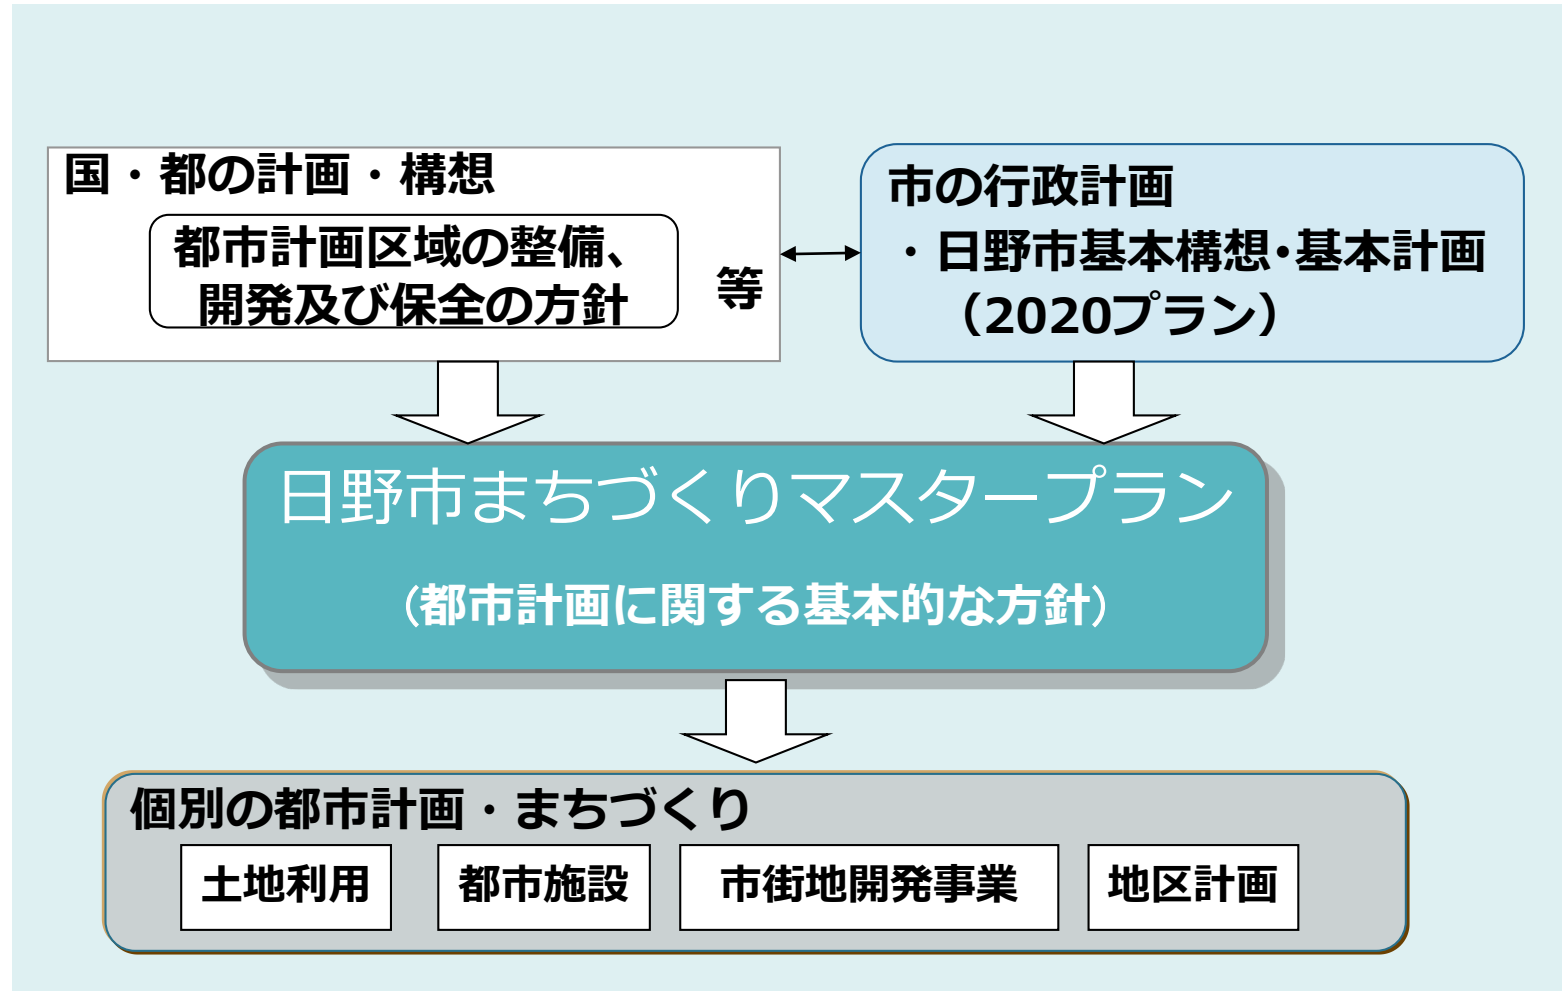 国・都の計画・構想
都市計画区域の整備、
開発及び保全の方針
等
市の行政計画
・日野市基本構想・基本計画
（2020プラン）
日野市まちづくりマスタープラン
（都市計画に関する基本的な方針）
個別の都市計画・まちづくり
土地利用
都市施設
市街地開発事業
地区計画